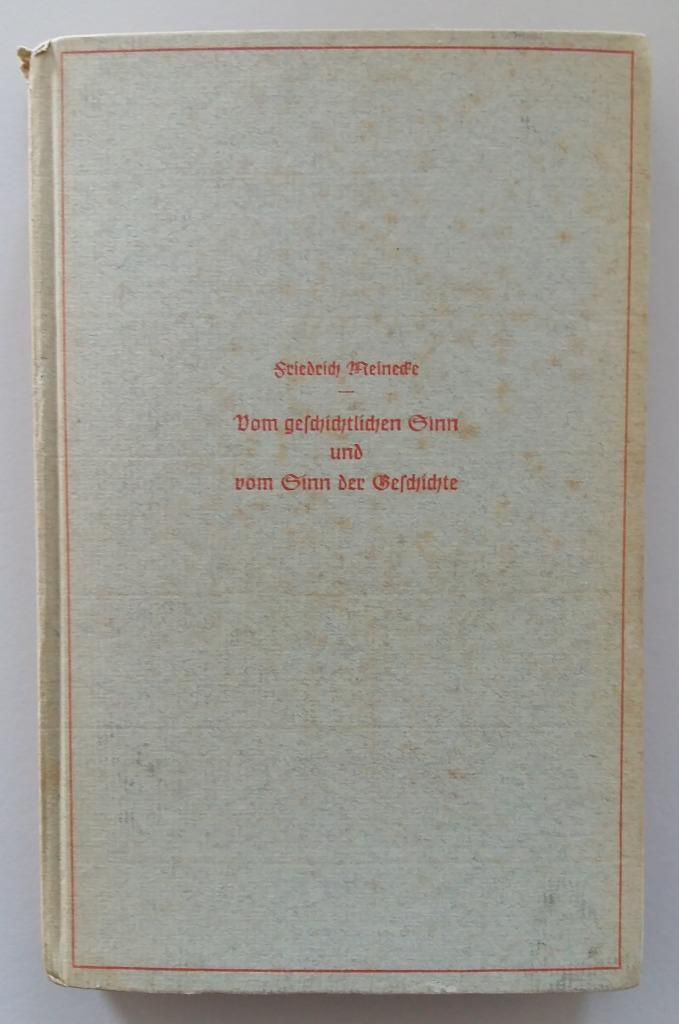 Friedrich Meinecke
Vom geſchichtlichen Sinn
und
vom Sinn der Geſchichte